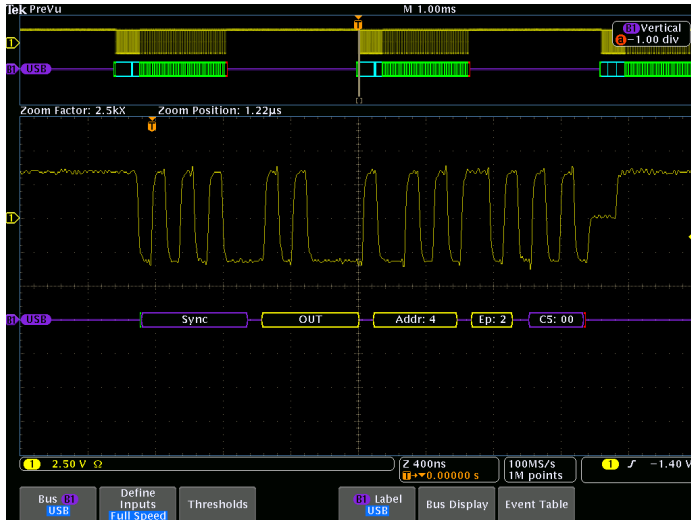 Tek PreVu
M 1.00ms
T
B1 Vertical
a -1.00 div
1
B1 USB
Zoom Factor: 2.5kX
Zoom Position: 1.22µs
T
1
B1 USB
Sync
OUT
Addr: 4
Ep: 2
C5: 00
1 2.50 V Ω
Z 400ns
T→▼0.00000 s
100MS/s
1M points
1 ∫ -1.40 V
Bus B1
USB
Define
Inputs
Full Speed
Thresholds
B1 Label
USB
Bus Display
Event Table